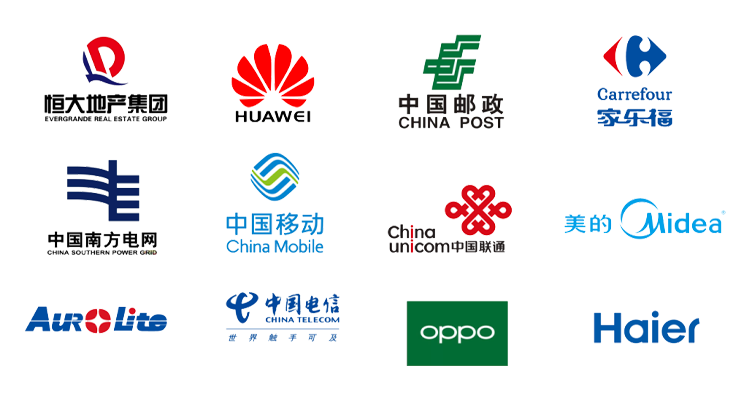 恒大地产集团
EVERGRANDE REAL ESTATE GROUP
HUAWEI
中国邮政
CHINA POST
Carrefour
家乐福
中国南方电网
CHINA SOUTHERN POWER GRID
中国移动
China Mobile
China
unicom中国联通
美的 Midea
AUROLite
中国电信
CHINA TELECOM
世界触手可及
oppo
Haier